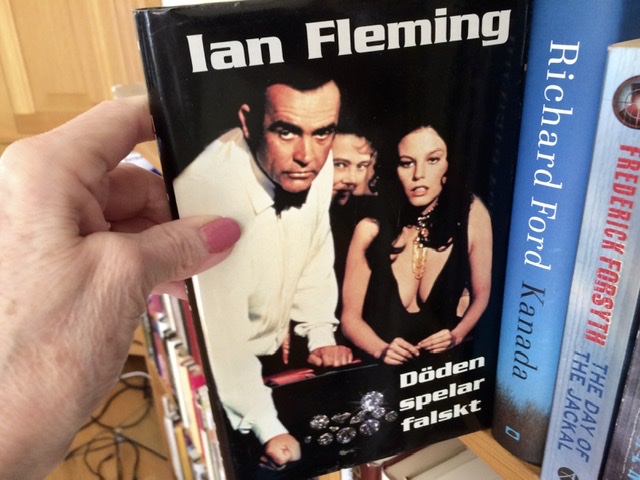 Ian Fleming
Döden
spelar
falskt
Richard Ford Kanada
FREDERICK FORSYTH
THE DAY OF
THE JACKAL